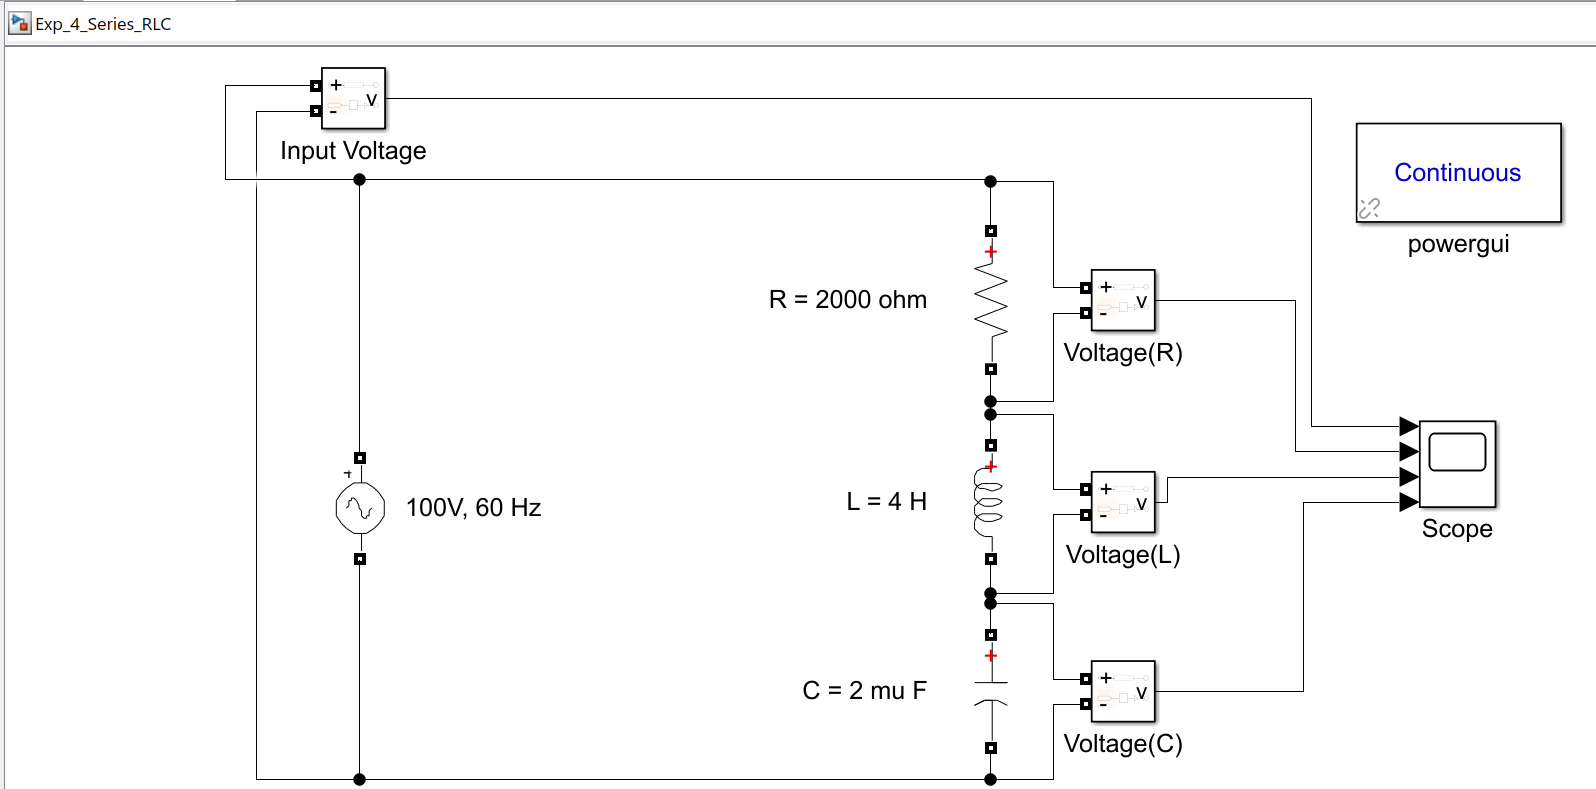 Exp_4_Series_RLC
+
- v
Input Voltage
Continuous
powergui
+
R = 2000 ohm
+
- v
Voltage(R)
+
100V, 60 Hz
+
L = 4 H
+
- v
Voltage(L)
Scope
+
C = 2 mu F
+
- v
Voltage(C)